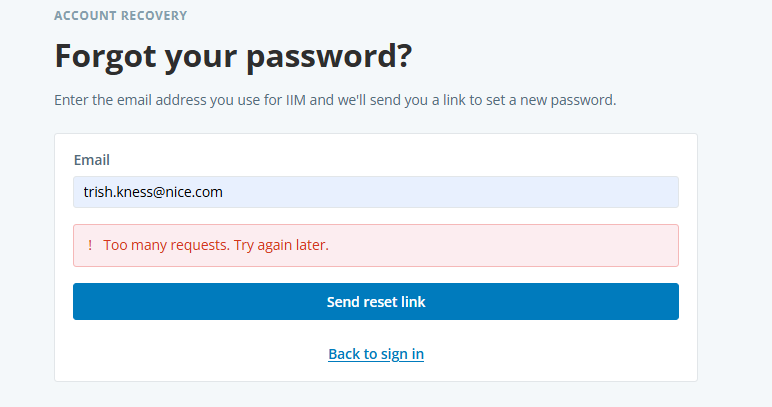 ACCOUNT RECOVERY
Forgot your password?
Enter the email address you use for IIM and we'll send you a link to set a new password.
Email
trish.kness@nice.com
! Too many requests. Try again later.
Send reset link
Back to sign in